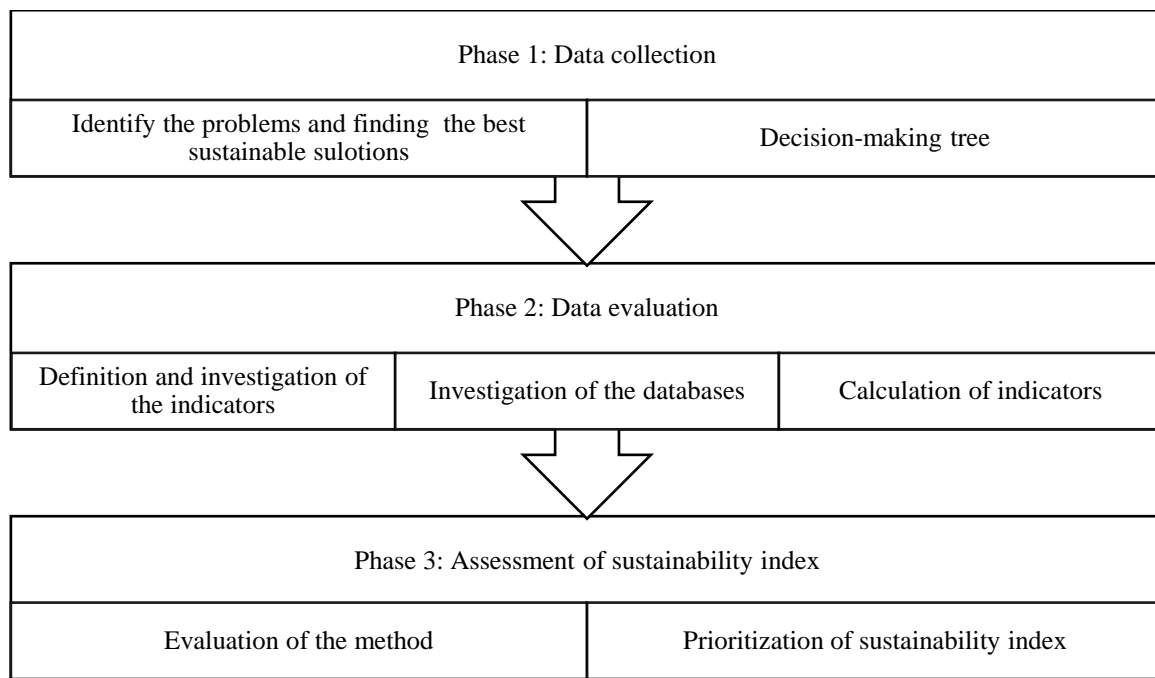 Phase 1: Data collection
Identify the problems and finding the best
sustainable sulotions
Decision-making tree
Phase 2: Data evaluation
Definition and investigation of
the indicators
Investigation of the databases
Calculation of indicators
Phase 3: Assessment of sustainability index
Evaluation of the method
Prioritization of sustainability index